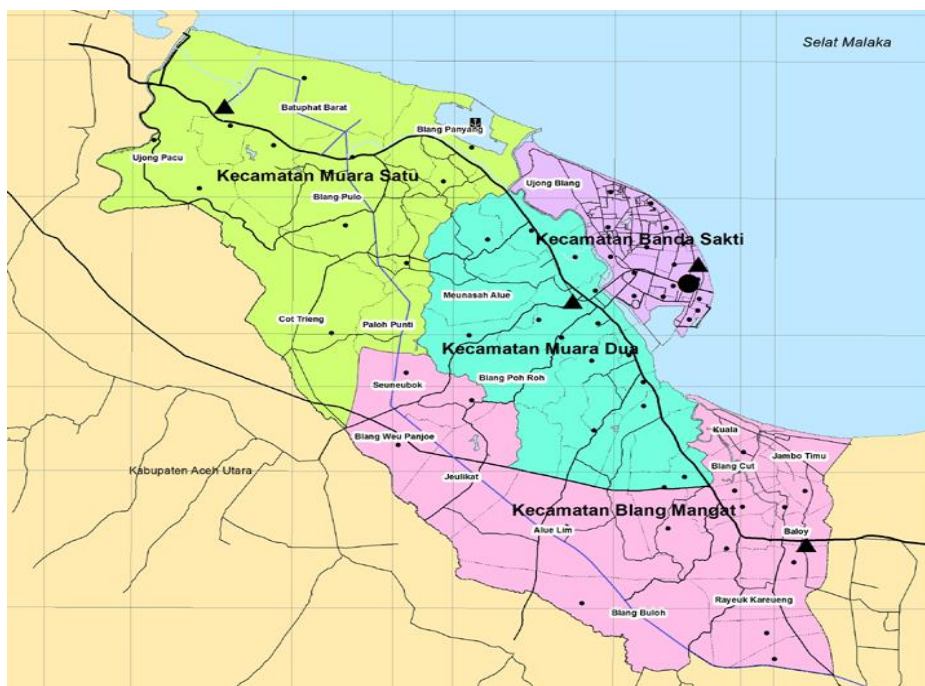 Selat Malaka
Batuphat Barat
Blang Panyang
Ujong Pacu
Kecamatan Muara Satu
Ujong Blang
Blang Pulo
Kecamatan Banda Sakti
Meunasah Alue
Cot Trieng
Paloh Punti
Kecamatan Muara Dua
Seuneubok
Blang Poh Roh
Blang Weu Panjoe
Kuala
Jambo Timu
Kabupaten Aceh Utara
Jeulikat
Blang Cut
Kecamatan Blang Mangat
Alue Lim
Baloy
Rayeuk Kareueng
Blang Buloh